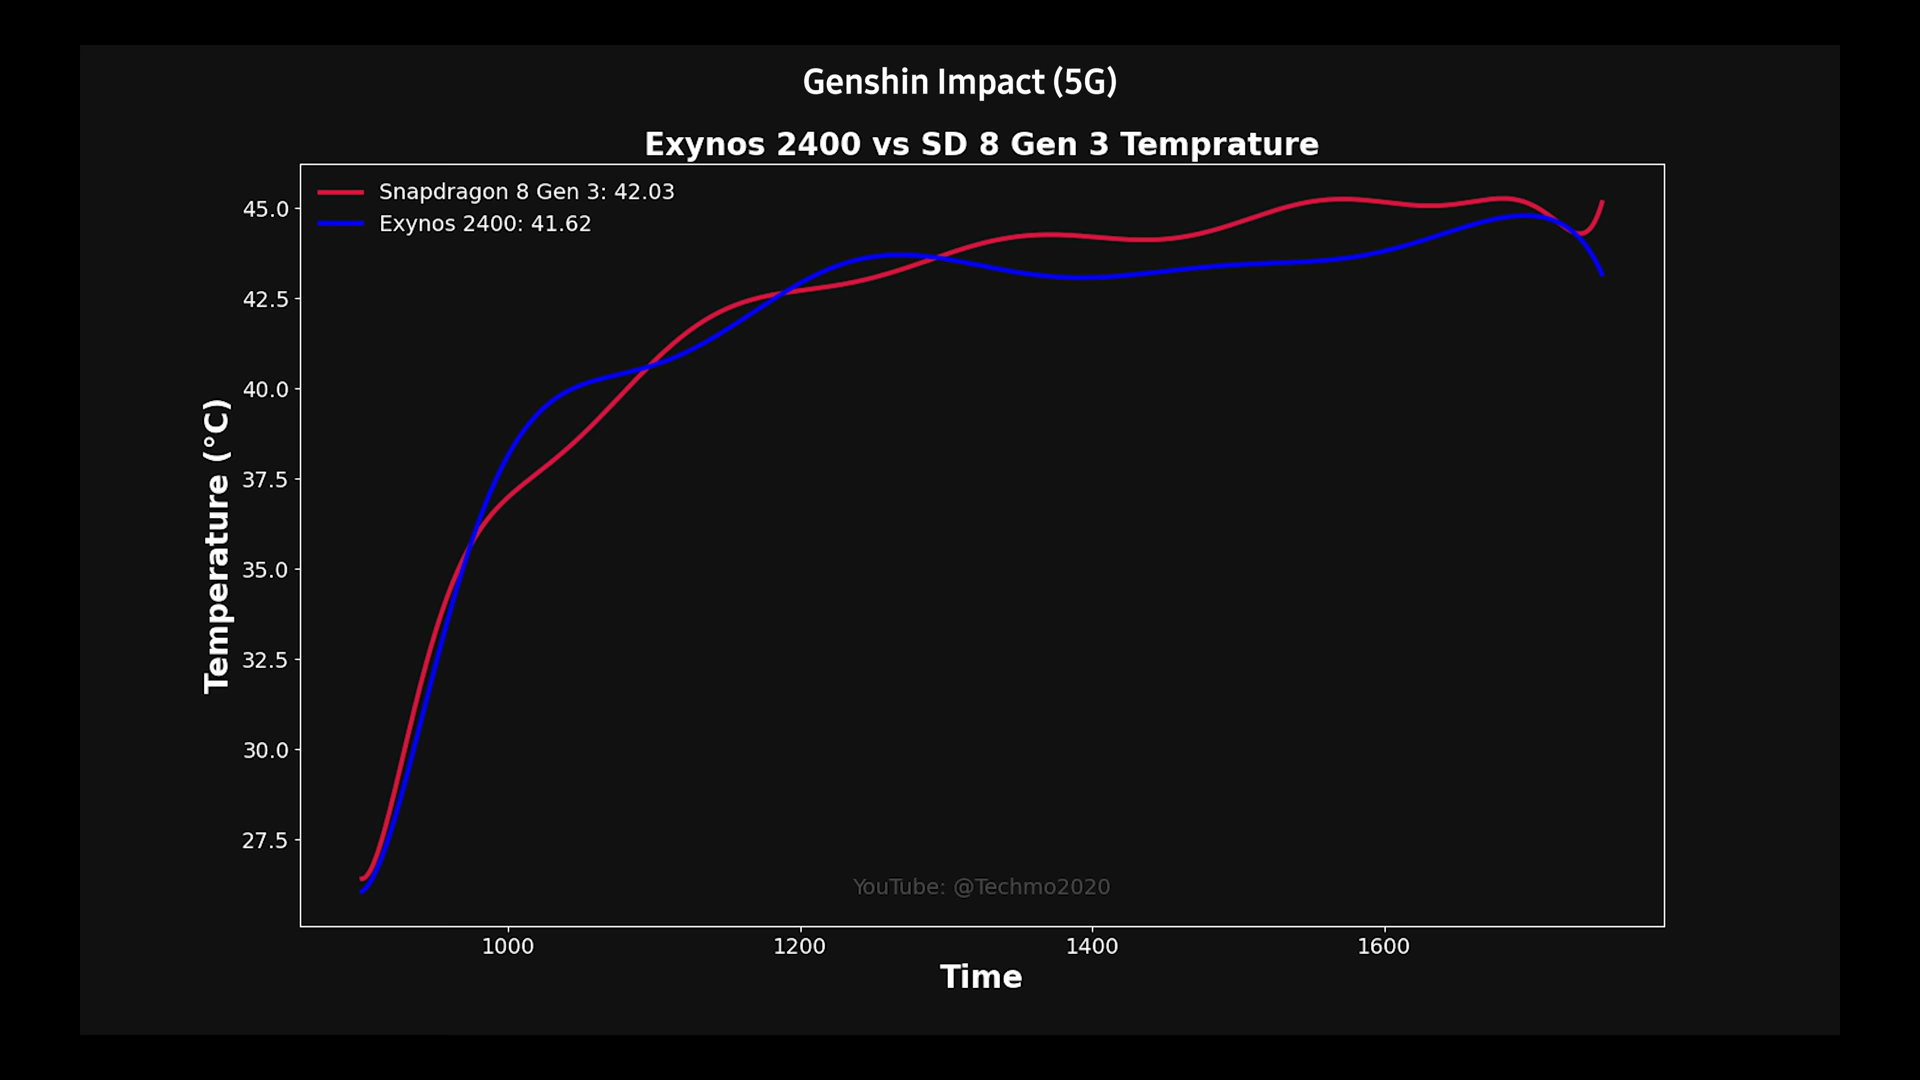 Genshin Impact (5G)
Exynos 2400 vs SD 8 Gen 3 Temprature
Snapdragon 8 Gen 3: 42.03
Exynos 2400: 41.62
Temperature (°C)
45.0
42.5
40.0
37.5
35.0
32.5
30.0
27.5
YouTube: @Techmo2020
1000 1200 1400 1600
Time